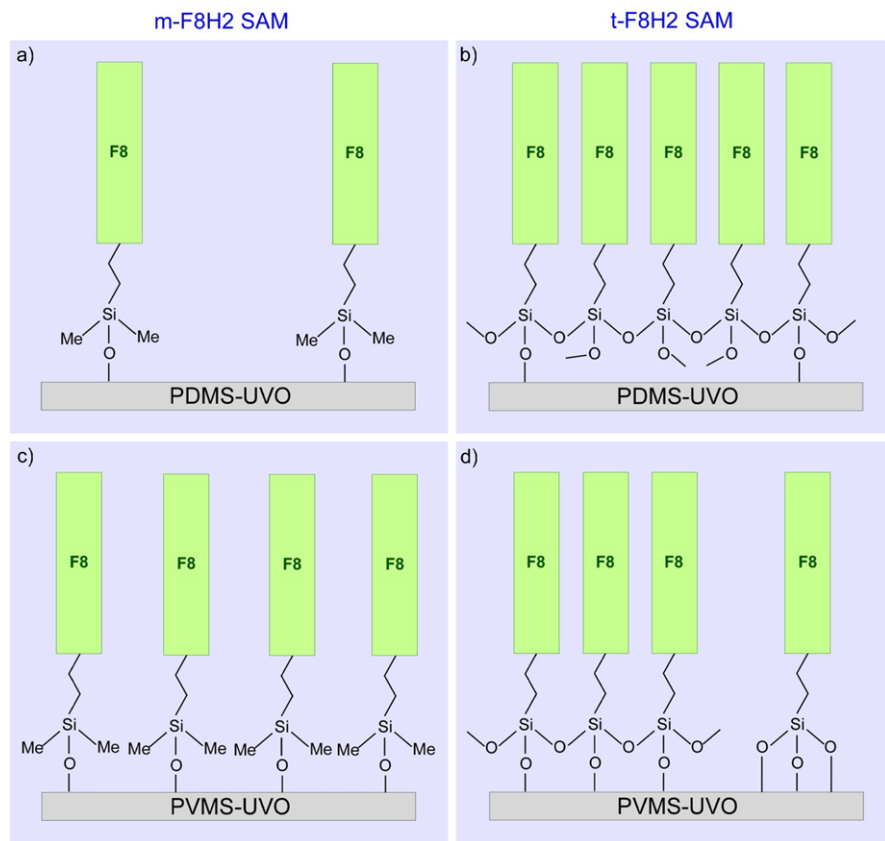 m-F8H2 SAM t-F8H2 SAM
a)
F8 F8
Si Si
Me Me Me Me
O O
PDMS-UVO
b)
F8 F8 F8 F8 F8
Si Si Si Si Si
O O O O O O
O O O O O
PDMS-UVO
c)
F8 F8 F8 F8
Si Si Si Si
Me Me Me Me Me Me Me Me
O O O O
PVMS-UVO
d)
F8 F8 F8 F8
Si Si Si Si
O O O O O O
O O O O
PVMS-UVO